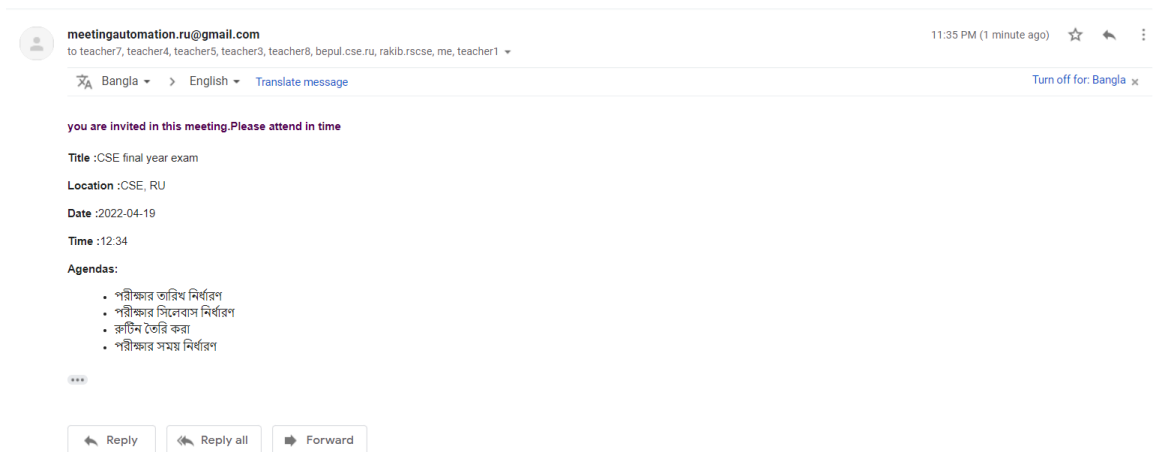 meetingautomation.ru@gmail.com
11:35 PM (1 minute ago)
to teacher7, teacher4, teacher5, teacher3, teacher8, bepul.cse.ru, rakib.rscse, me, teacher1
Bangla > English Translate message
Turn off for: Bangla x
you are invited in this meeting.Please attend in time
Title :CSE final year exam
Location :CSE, RU
Date :2022-04-19
Time :12:34
Agendas:
• পরীক্ষার তারিখ নির্ধারণ
• পরীক্ষার সিলেবাস নির্ধারণ
• রুটিন তৈরি করা
• পরীক্ষার সময় নির্ধারণ
Reply Reply all Forward